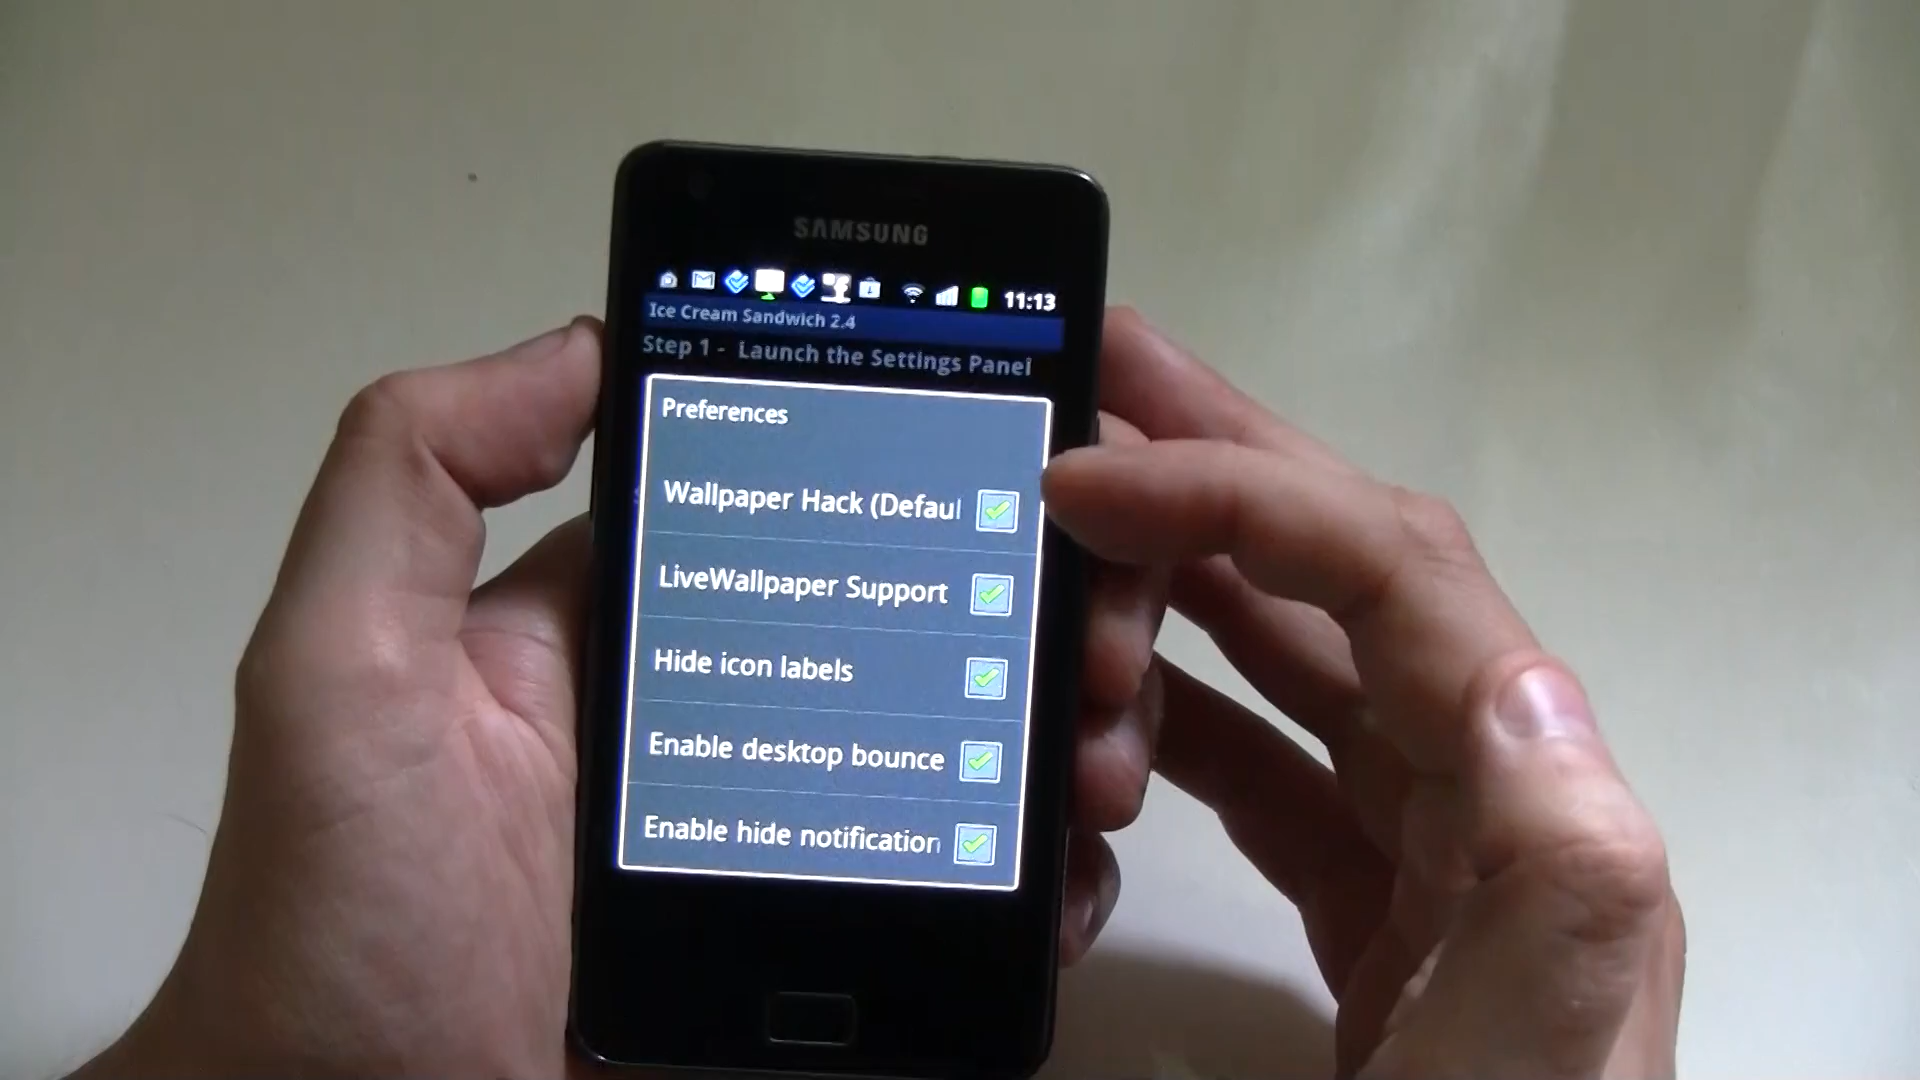 SAMSUNG
11:13
Ice Cream Sandwich 2.4
Step 1 - Launch the Settings Panel
Preferences
Wallpaper Hack (Defaul
LiveWallpaper Support
Hide icon labels
Enable desktop bounce
Enable hide notification